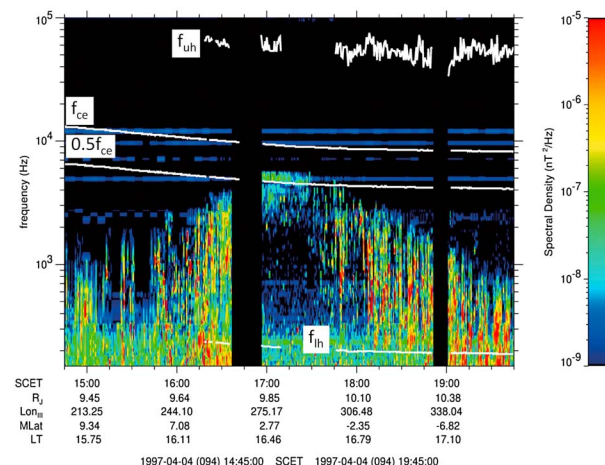 10⁵
10⁴
10³
frequency (Hz)
f_uh
f_ce
0.5f_ce
f_lh
10⁻⁵
10⁻⁶
10⁻⁷
10⁻⁸
10⁻⁹
Spectral Density (nT²/Hz)
SCET 15:00 16:00 17:00 18:00 19:00
R_J 9.45 9.64 9.85 10.10 10.38
Lon_III 213.25 244.10 275.17 306.48 338.04
MLat 9.34 7.08 2.77 -2.35 -6.82
LT 15.75 16.11 16.46 16.79 17.10
1997-04-04 (094) 14:45:00 SCET 1997-04-04 (094) 19:45:00